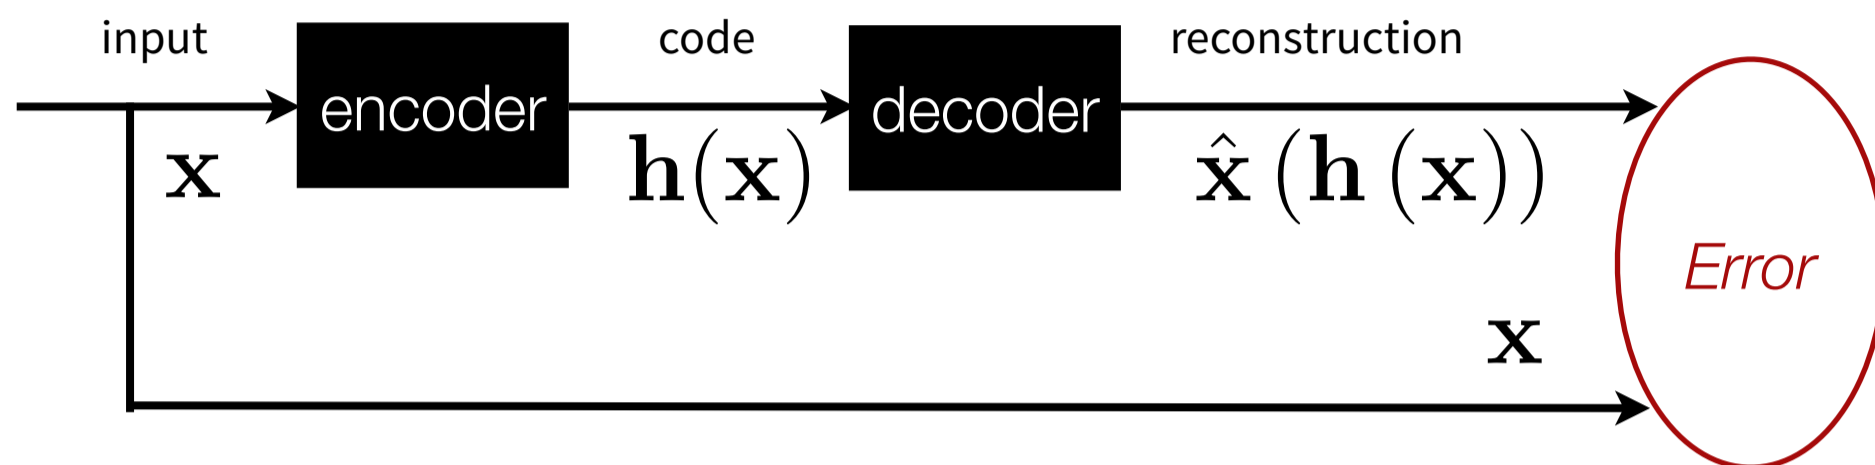 input
code
reconstruction
encoder
decoder
x
h(x)
x̂ (h (x))
Error
x